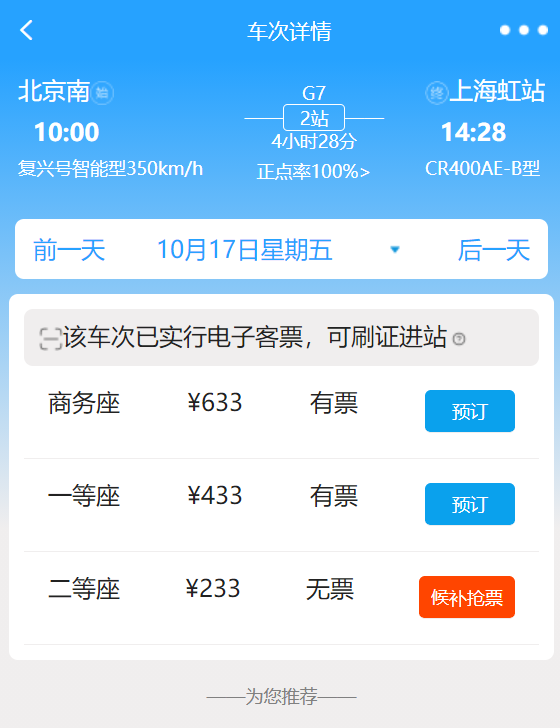 车次详情
北京南 始 G7 终 上海虹站
10:00 2站 14:28
4小时28分
复兴号智能型350km/h 正点率100%> CR400AE-B型
前一天 10月17日星期五 后一天
该车次已实行电子客票，可刷证进站 ?
商务座 ¥633 有票 预订
一等座 ¥433 有票 预订
二等座 ¥233 无票 候补抢票
——为您推荐——